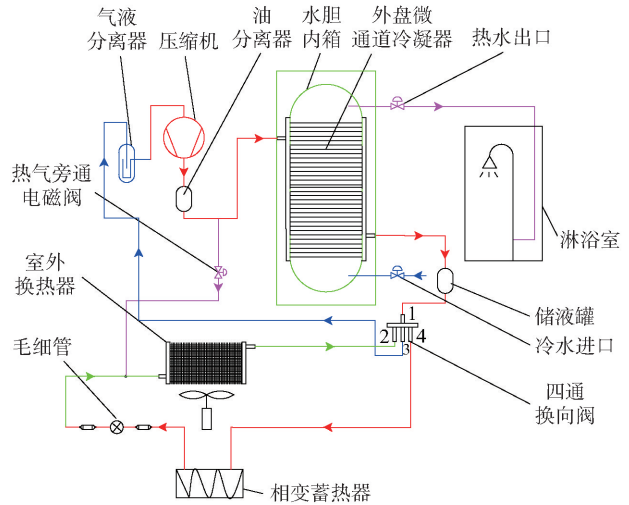 气液
分离器
压缩机
油
分离器
水胆
内箱
外盘微
通道冷凝器
热水出口
热气旁通
电磁阀
淋浴室
室外
换热器
储液罐
1
2
3
4
冷水进口
毛细管
四通
换向阀
相变蓄热器